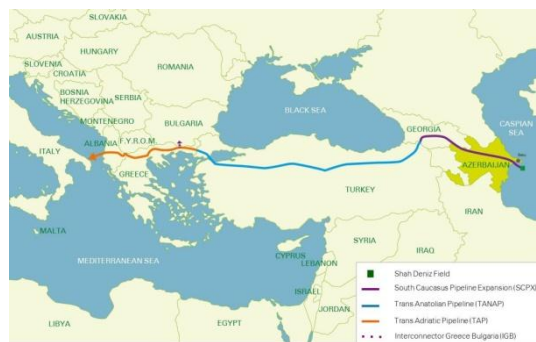 SLOVAKIA
AUSTRIA
HUNGARY
SLOVENIA
CROATIA
ROMANIA
BOSNIA
HERZEGOVINA
SERBIA
MONTENEGRO
BULGARIA
BLACK SEA
GEORGIA
CASPIAN
SEA
ITALY
ALBANIA
F.Y.R.O.M.
AZERBAIJAN
GREECE
TURKEY
IRAN
MALTA
MEDITERRANEAN SEA
CYPRUS
LEBANON
SYRIA
IRAQ
ISRAEL
JORDAN
LIBYA
EGYPT
Shah Deniz Field
South Caucasus Pipeline Expansion (SCPX)
Trans Anatolian Pipeline (TANAP)
Trans Adriatic Pipeline (TAP)
Interconnector Greece Bulgaria (IGB)